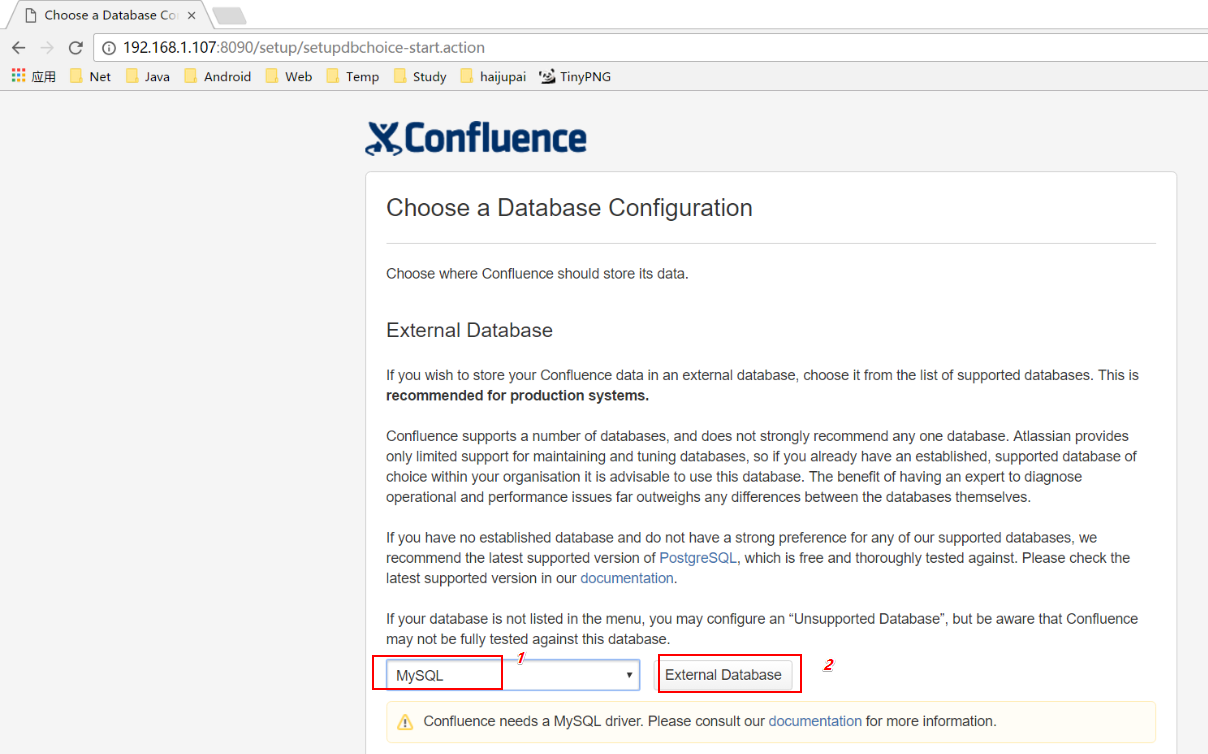 Choose a Database Co
192.168.1.107:8090/setup/setupdbchoice-start.action
应用 Net Java Android Web Temp Study haijupai TinyPNG
Confluence
Choose a Database Configuration
Choose where Confluence should store its data.
External Database
If you wish to store your Confluence data in an external database, choose it from the list of supported databases. This is
recommended for production systems.
Confluence supports a number of databases, and does not strongly recommend any one database. Atlassian provides
only limited support for maintaining and tuning databases, so if you already have an established, supported database of
choice within your organisation it is advisable to use this database. The benefit of having an expert to diagnose
operational and performance issues far outweighs any differences between the databases themselves.
If you have no established database and do not have a strong preference for any of our supported databases, we
recommend the latest supported version of PostgreSQL, which is free and thoroughly tested against. Please check the
latest supported version in our documentation.
If your database is not listed in the menu, you may configure an “Unsupported Database”, but be aware that Confluence
may not be fully tested against this database.
MySQL 1 External Database 2
Confluence needs a MySQL driver. Please consult our documentation for more information.